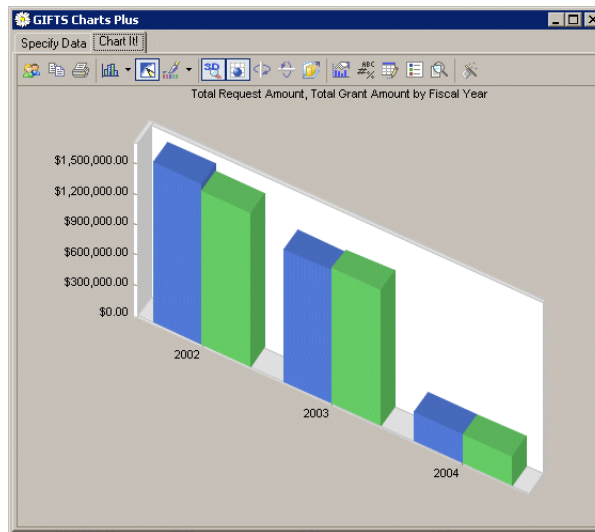 GIFTS Charts Plus
Specify Data Chart It!
3D ABC #%
Total Request Amount, Total Grant Amount by Fiscal Year
$1,500,000.00
$1,200,000.00
$900,000.00
$600,000.00
$300,000.00
$0.00
2002
2003
2004